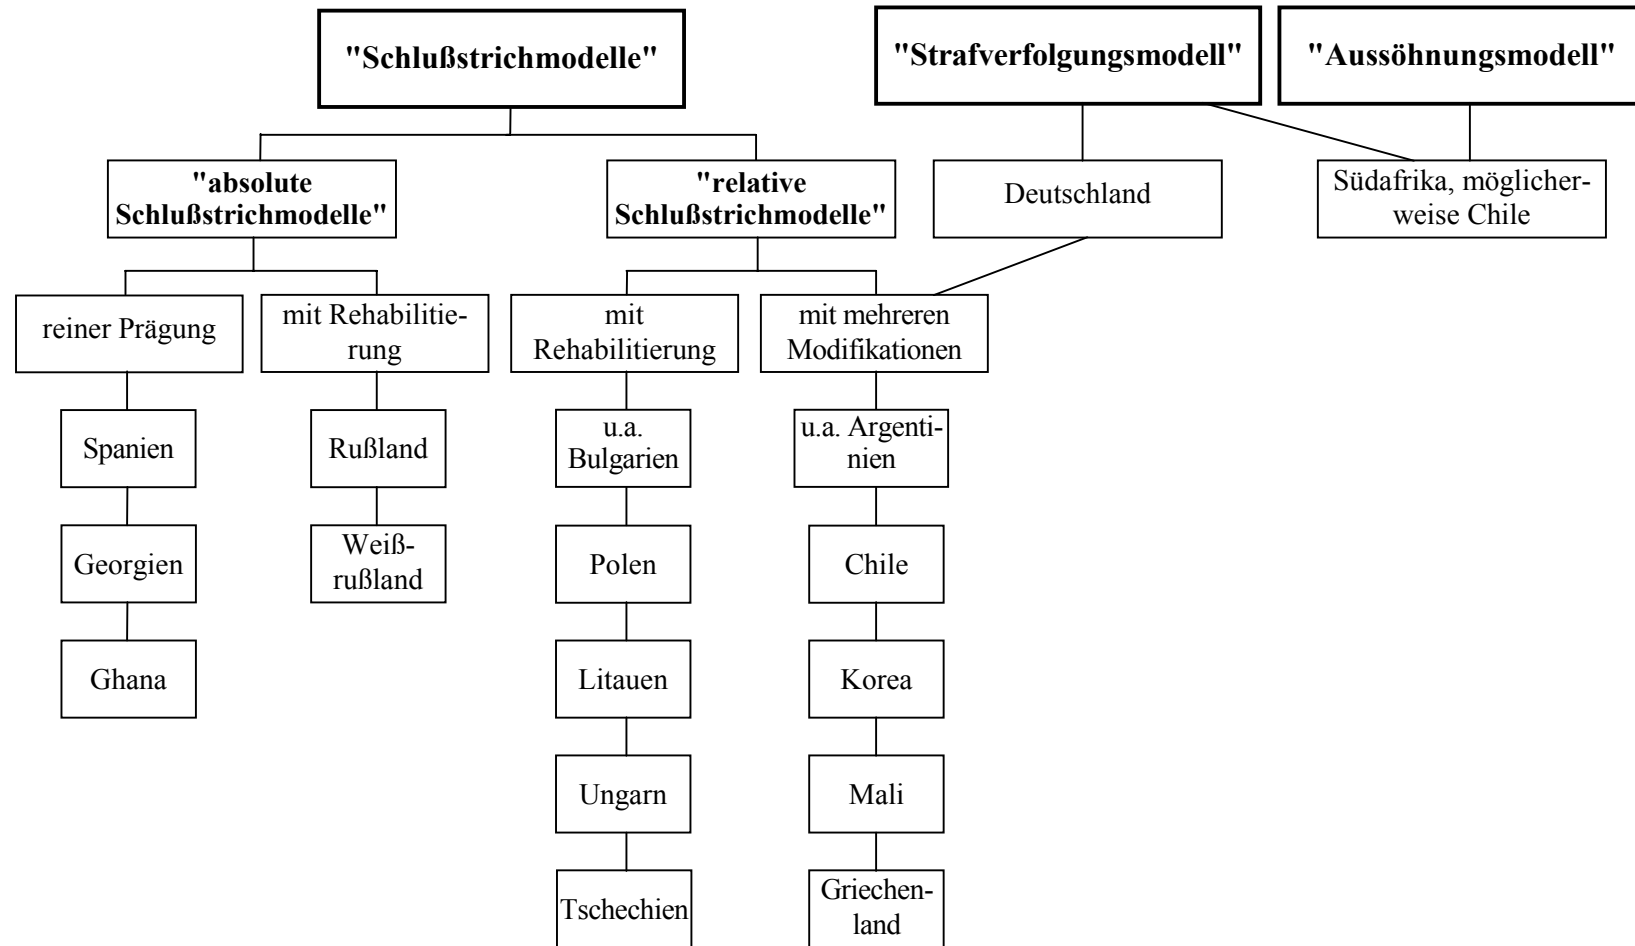 "Schlußstrichmodelle"
"Strafverfolgungsmodell"
"Aussöhnungsmodell"
"absolute
Schlußstrichmodelle"
"relative
Schlußstrichmodelle"
Deutschland
Südafrika, möglicher-
weise Chile
reiner Prägung
mit Rehabilitie-
rung
mit
Rehabilitierung
mit mehreren
Modifikationen
Spanien
Rußland
u.a.
Bulgarien
u.a. Argenti-
nien
Georgien
Weiß-
rußland
Polen
Chile
Ghana
Litauen
Korea
Ungarn
Mali
Tschechien
Griechen-
land